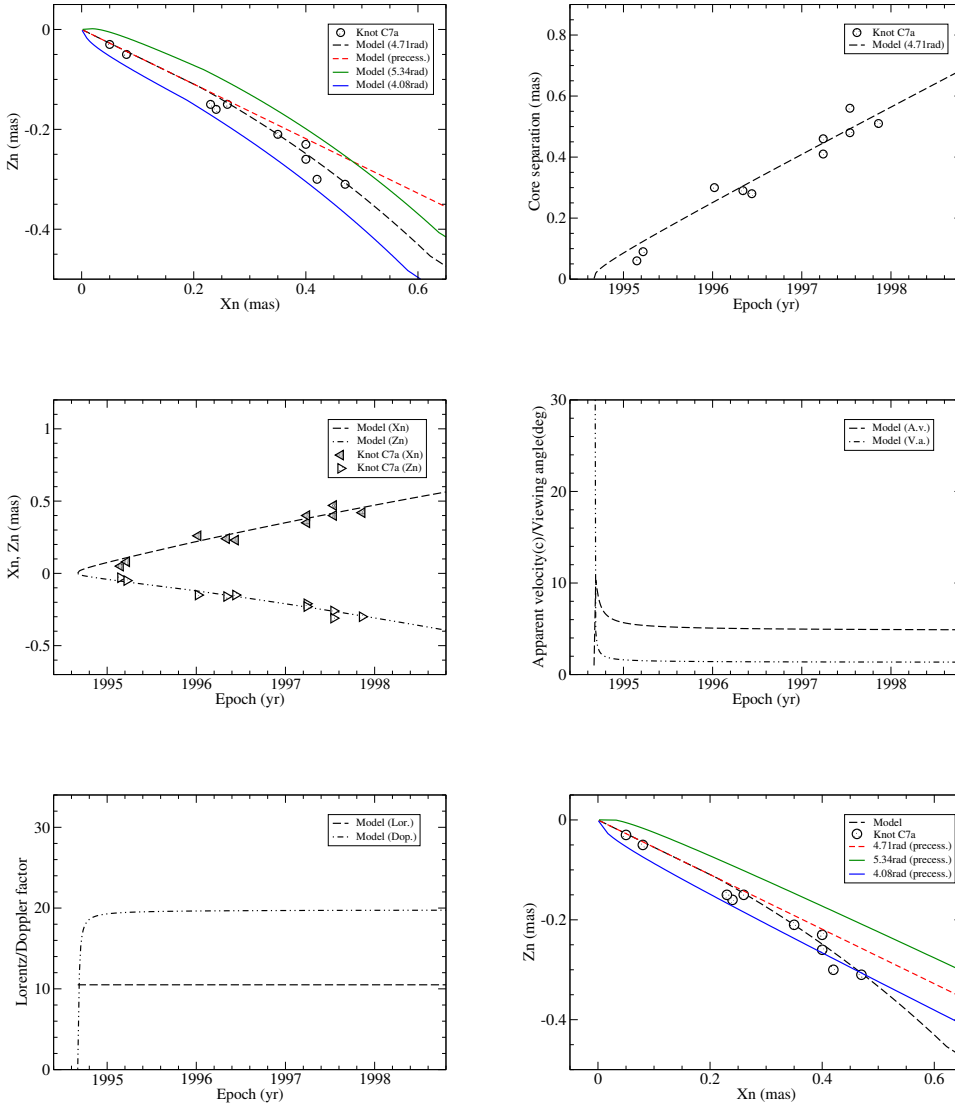 0
-0.2
-0.4
Zn (mas)
0 0.2 0.4 0.6
Xn (mas)
Knot C7a
Model (4.71rad)
Model (precess.)
Model (5.34rad)
Model (4.08rad)
0.8
0.6
0.4
0.2
0
Core separation (mas)
1995 1996 1997 1998
Epoch (yr)
Knot C7a
Model (4.71rad)
1
0.5
0
-0.5
Xn, Zn (mas)
1995 1996 1997 1998
Epoch (yr)
Model (Xn)
Model (Zn)
Knot C7a (Xn)
Knot C7a (Zn)
30
20
10
0
Apparent velocity(c)/Viewing angle(deg)
1995 1996 1997 1998
Epoch (yr)
Model (A.v.)
Model (V.a.)
30
20
10
0
Lorentz/Doppler factor
1995 1996 1997 1998
Epoch (yr)
Model (Lor.)
Model (Dop.)
0
-0.2
-0.4
Zn (mas)
0 0.2 0.4 0.6
Xn (mas)
Model
Knot C7a
4.71rad (precess.)
5.34rad (precess.)
4.08rad (precess.)